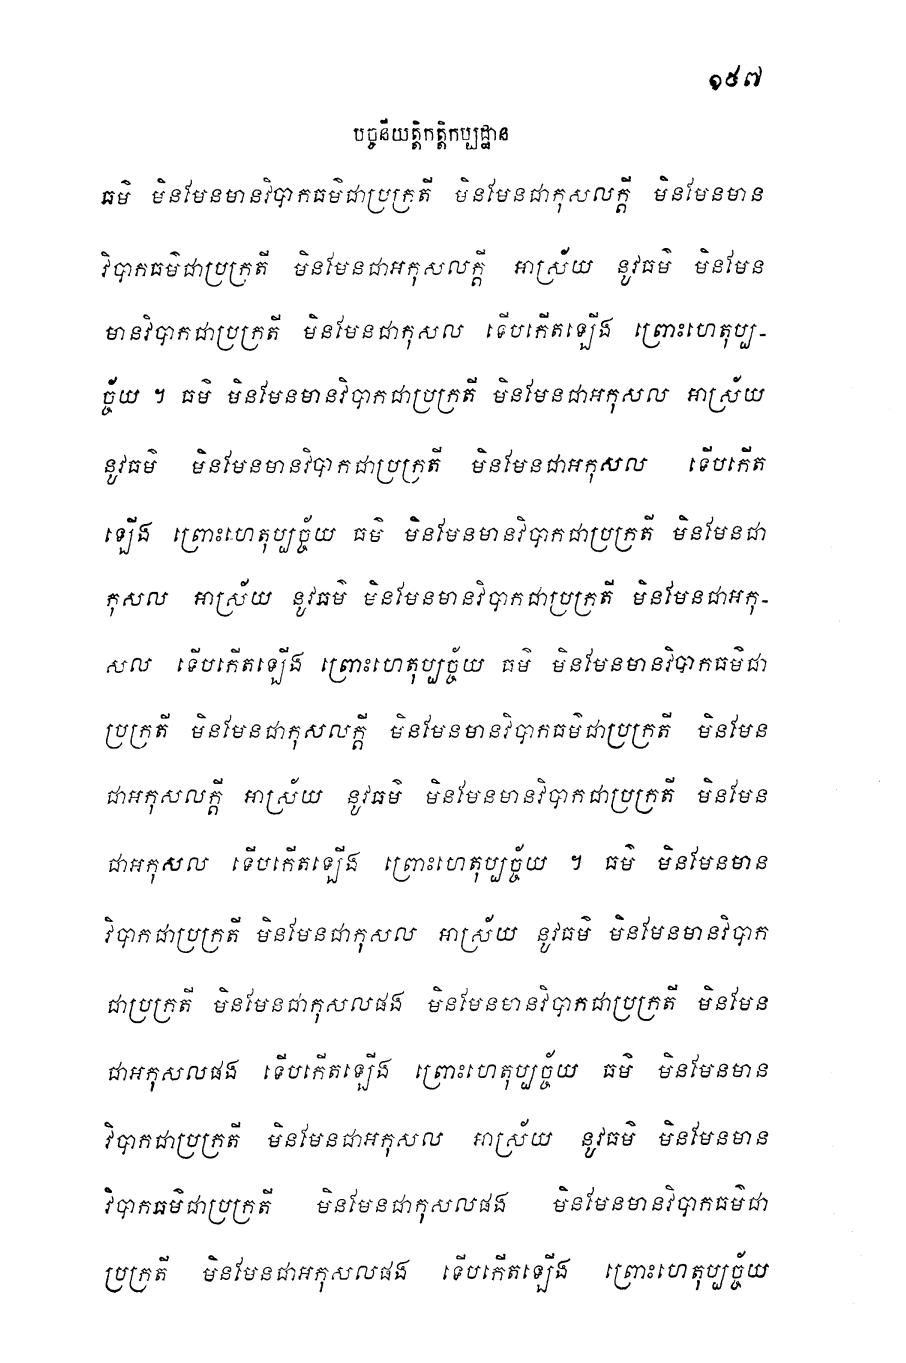 ១៩៧
បច្ចនីយត្តិកត្តិកប្បដ្ឋាន
ធម៌ មិនមែនមានវិបាកធម៌ជាប្រក្រតី មិនមែនជាកុសលក្តី មិនមែនមាន
វិបាកធម៌ជាប្រក្រតី មិនមែនជាអកុសលក្តី អាស្រ័យ នូវធម៌ មិនមែន
មានវិបាកជាប្រក្រតី មិនមែនជាកុសល ទើបកើតឡើង ព្រោះហេតុប្ប-
ច្ច័យ ។ ធម៌ មិនមែនមានវិបាកជាប្រក្រតី មិនមែនជាអកុសល អាស្រ័យ
នូវធម៌ មិនមែនមានវិបាកជាប្រក្រតី មិនមែនជាអកុសល ទើបកើត
ឡើង ព្រោះហេតុប្បច្ច័យ ធម៌ មិនមែនមានវិបាកជាប្រក្រតី មិនមែនជា
កុសល អាស្រ័យ នូវធម៌ មិនមែនមានវិបាកជាប្រក្រតី មិនមែនជាអកុ-
សល ទើបកើតឡើង ព្រោះហេតុប្បច្ច័យ ធម៌ មិនមែនមានវិបាកធម៌ជា
ប្រក្រតី មិនមែនជាកុសលក្តី មិនមែនមានវិបាកធម៌ជាប្រក្រតី មិនមែន
ជាអកុសលក្តី អាស្រ័យ នូវធម៌ មិនមែនមានវិបាកជាប្រក្រតី មិនមែន
ជាអកុសល ទើបកើតឡើង ព្រោះហេតុប្បច្ច័យ ។ ធម៌ មិនមែនមាន
វិបាកជាប្រក្រតី មិនមែនជាកុសល អាស្រ័យ នូវធម៌ មិនមែនមានវិបាក
ជាប្រក្រតី មិនមែនជាកុសលផង មិនមែនមានវិបាកជាប្រក្រតី មិនមែន
ជាអកុសលផង ទើបកើតឡើង ព្រោះហេតុប្បច្ច័យ ធម៌ មិនមែនមាន
វិបាកជាប្រក្រតី មិនមែនជាអកុសល អាស្រ័យ នូវធម៌ មិនមែនមាន
វិបាកធម៌ជាប្រក្រតី មិនមែនជាកុសលផង មិនមែនមានវិបាកធម៌ជា
ប្រក្រតី មិនមែនជាអកុសលផង ទើបកើតឡើង ព្រោះហេតុប្បច្ច័យ